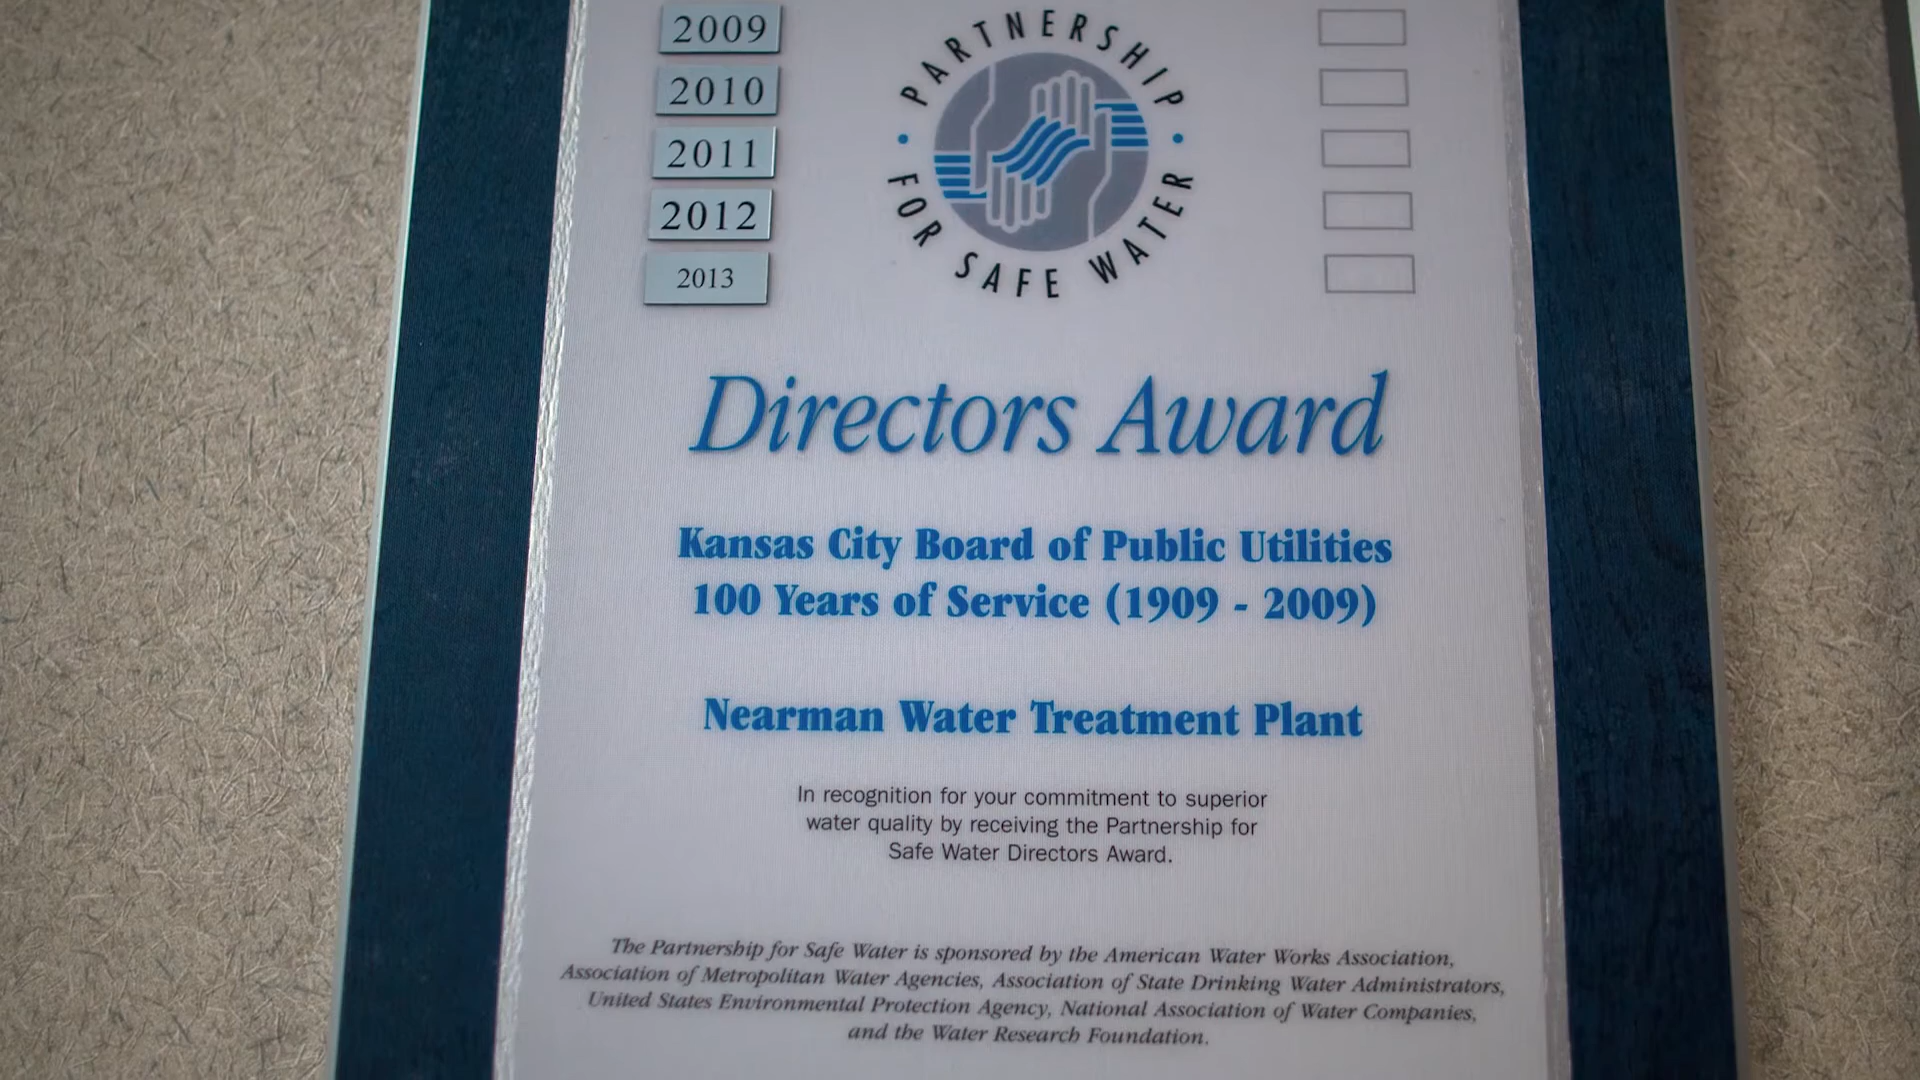 2009
2010
2011
2012
2013
PARTNERSHIP
FOR SAFE WATER
Directors Award
Kansas City Board of Public Utilities
100 Years of Service (1909 - 2009)
Nearman Water Treatment Plant
In recognition for your commitment to superior
water quality by receiving the Partnership for
Safe Water Directors Award.
The Partnership for Safe Water is sponsored by the American Water Works Association,
Association of Metropolitan Water Agencies, Association of State Drinking Water Administrators,
United States Environmental Protection Agency, National Association of Water Companies,
and the Water Research Foundation.